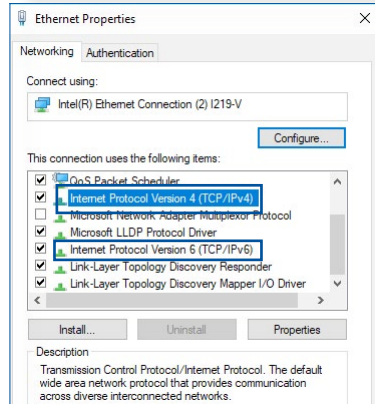 Ethernet Properties
Networking Authentication
Connect using:
Intel(R) Ethernet Connection (2) I219-V
Configure...
This connection uses the following items:
QoS Packet Scheduler
Internet Protocol Version 4 (TCP/IPv4)
Microsoft Network Adapter Multiplexor Protocol
Microsoft LLDP Protocol Driver
Internet Protocol Version 6 (TCP/IPv6)
Link-Layer Topology Discovery Responder
Link-Layer Topology Discovery Mapper I/O Driver
Install... Uninstall Properties
Description
Transmission Control Protocol/Internet Protocol. The default
wide area network protocol that provides communication
across diverse interconnected networks.